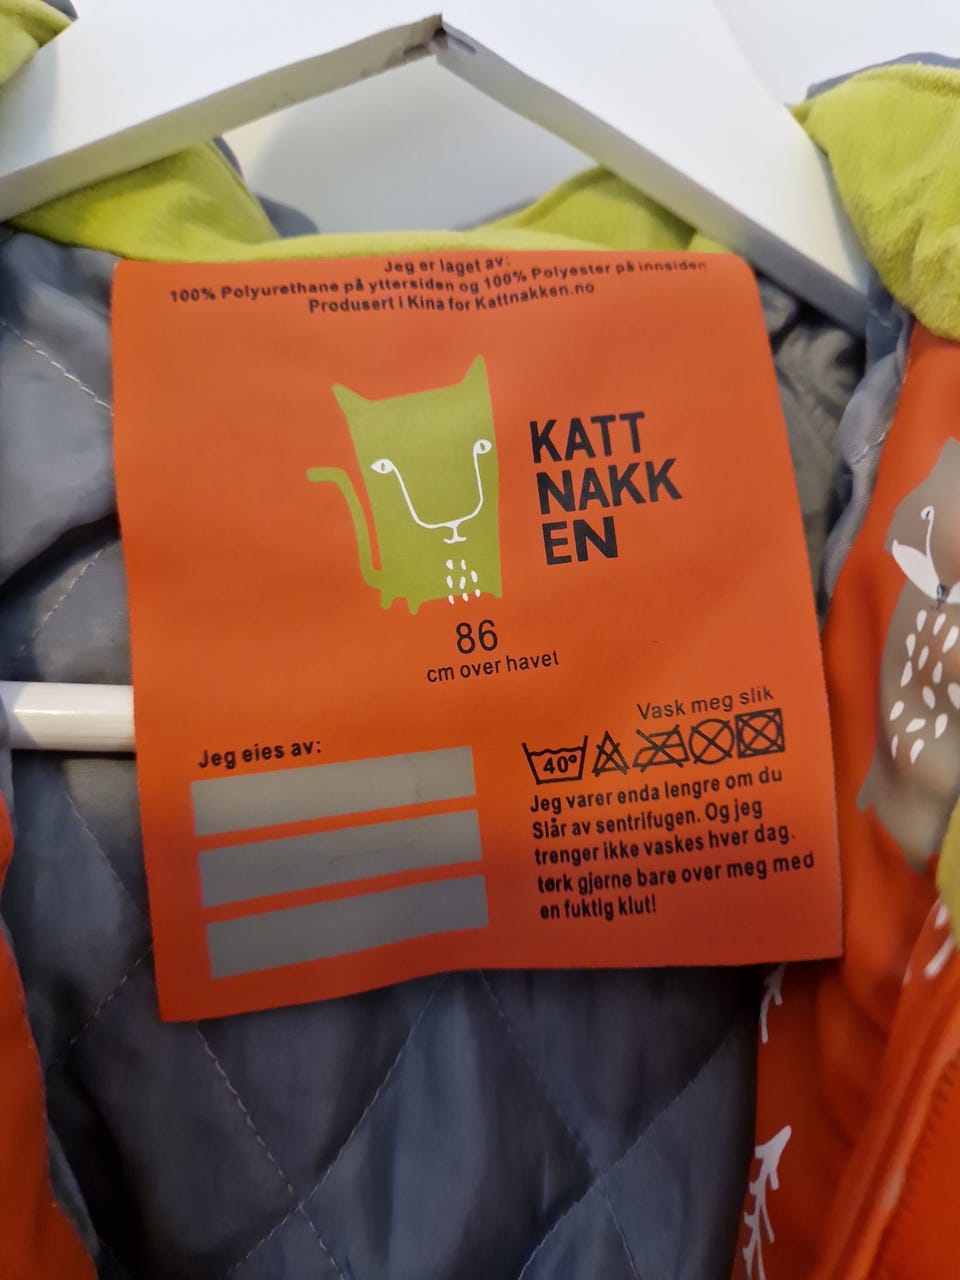 Jeg er laget av:
100% Polyurethane på yttersiden og 100% Polyester på innsiden
Produsert i Kina for Kattnakken.no
KATT
NAKK
EN
86
cm over havet
Jeg eies av:
Vask meg slik
40°
Jeg varer enda lengre om du
Slår av sentrifugen. Og jeg
trenger ikke vaskes hver dag,
tørk gjerne bare over meg med
en fuktig klut!